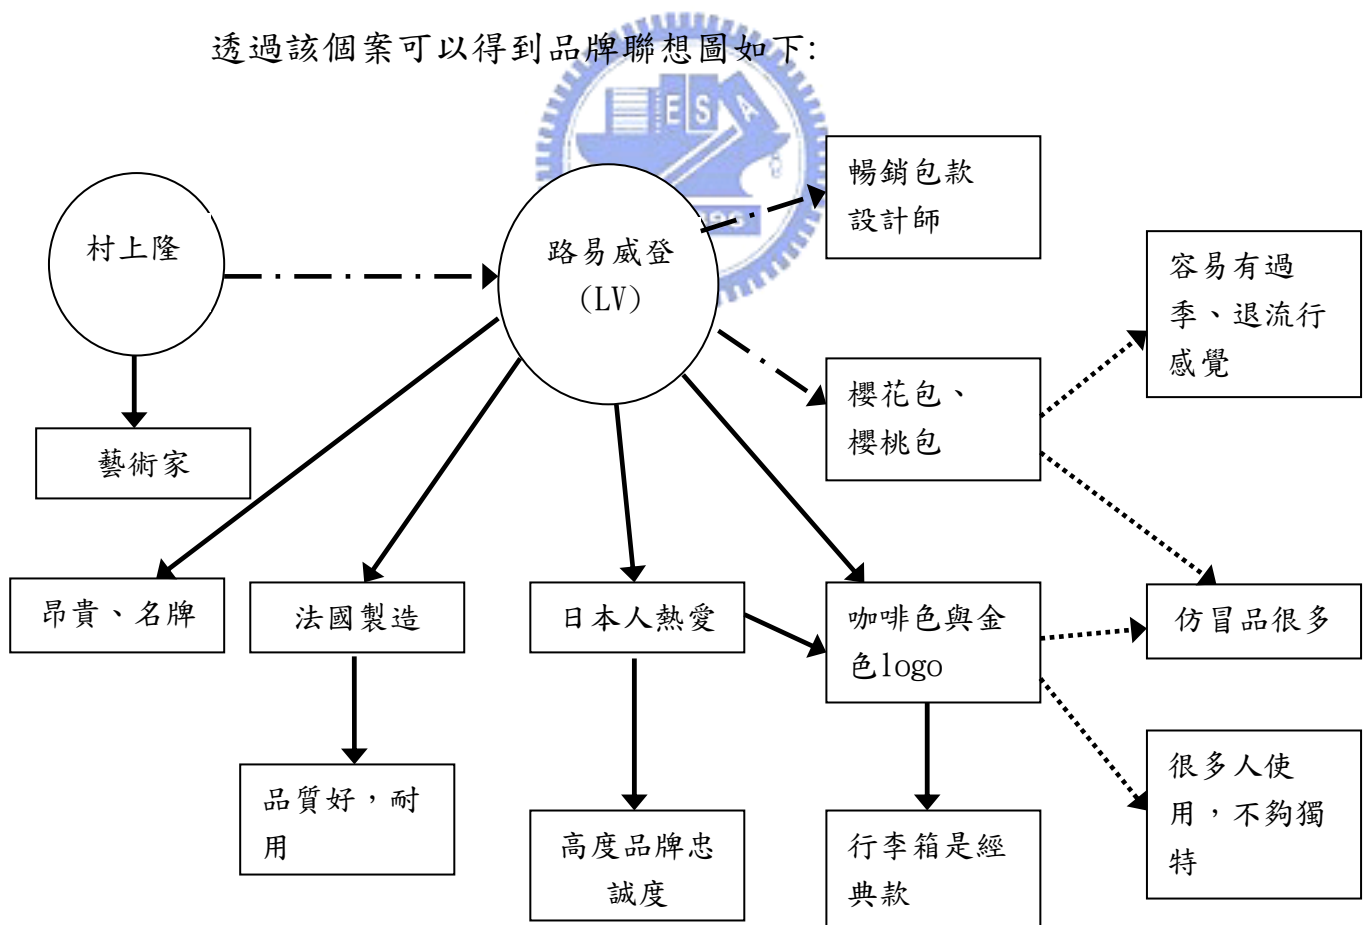 透過該個案可以得到品牌聯想圖如下:
E S A
1896
村上隆
路易威登
(LV)
暢銷包款
設計師
容易有過
季、退流行
感覺
櫻花包、
櫻桃包
藝術家
昂貴、名牌
法國製造
日本人熱愛
咖啡色與金
色logo
仿冒品很多
品質好，耐
用
高度品牌忠
誠度
行李箱是經
典款
很多人使
用，不夠獨
特